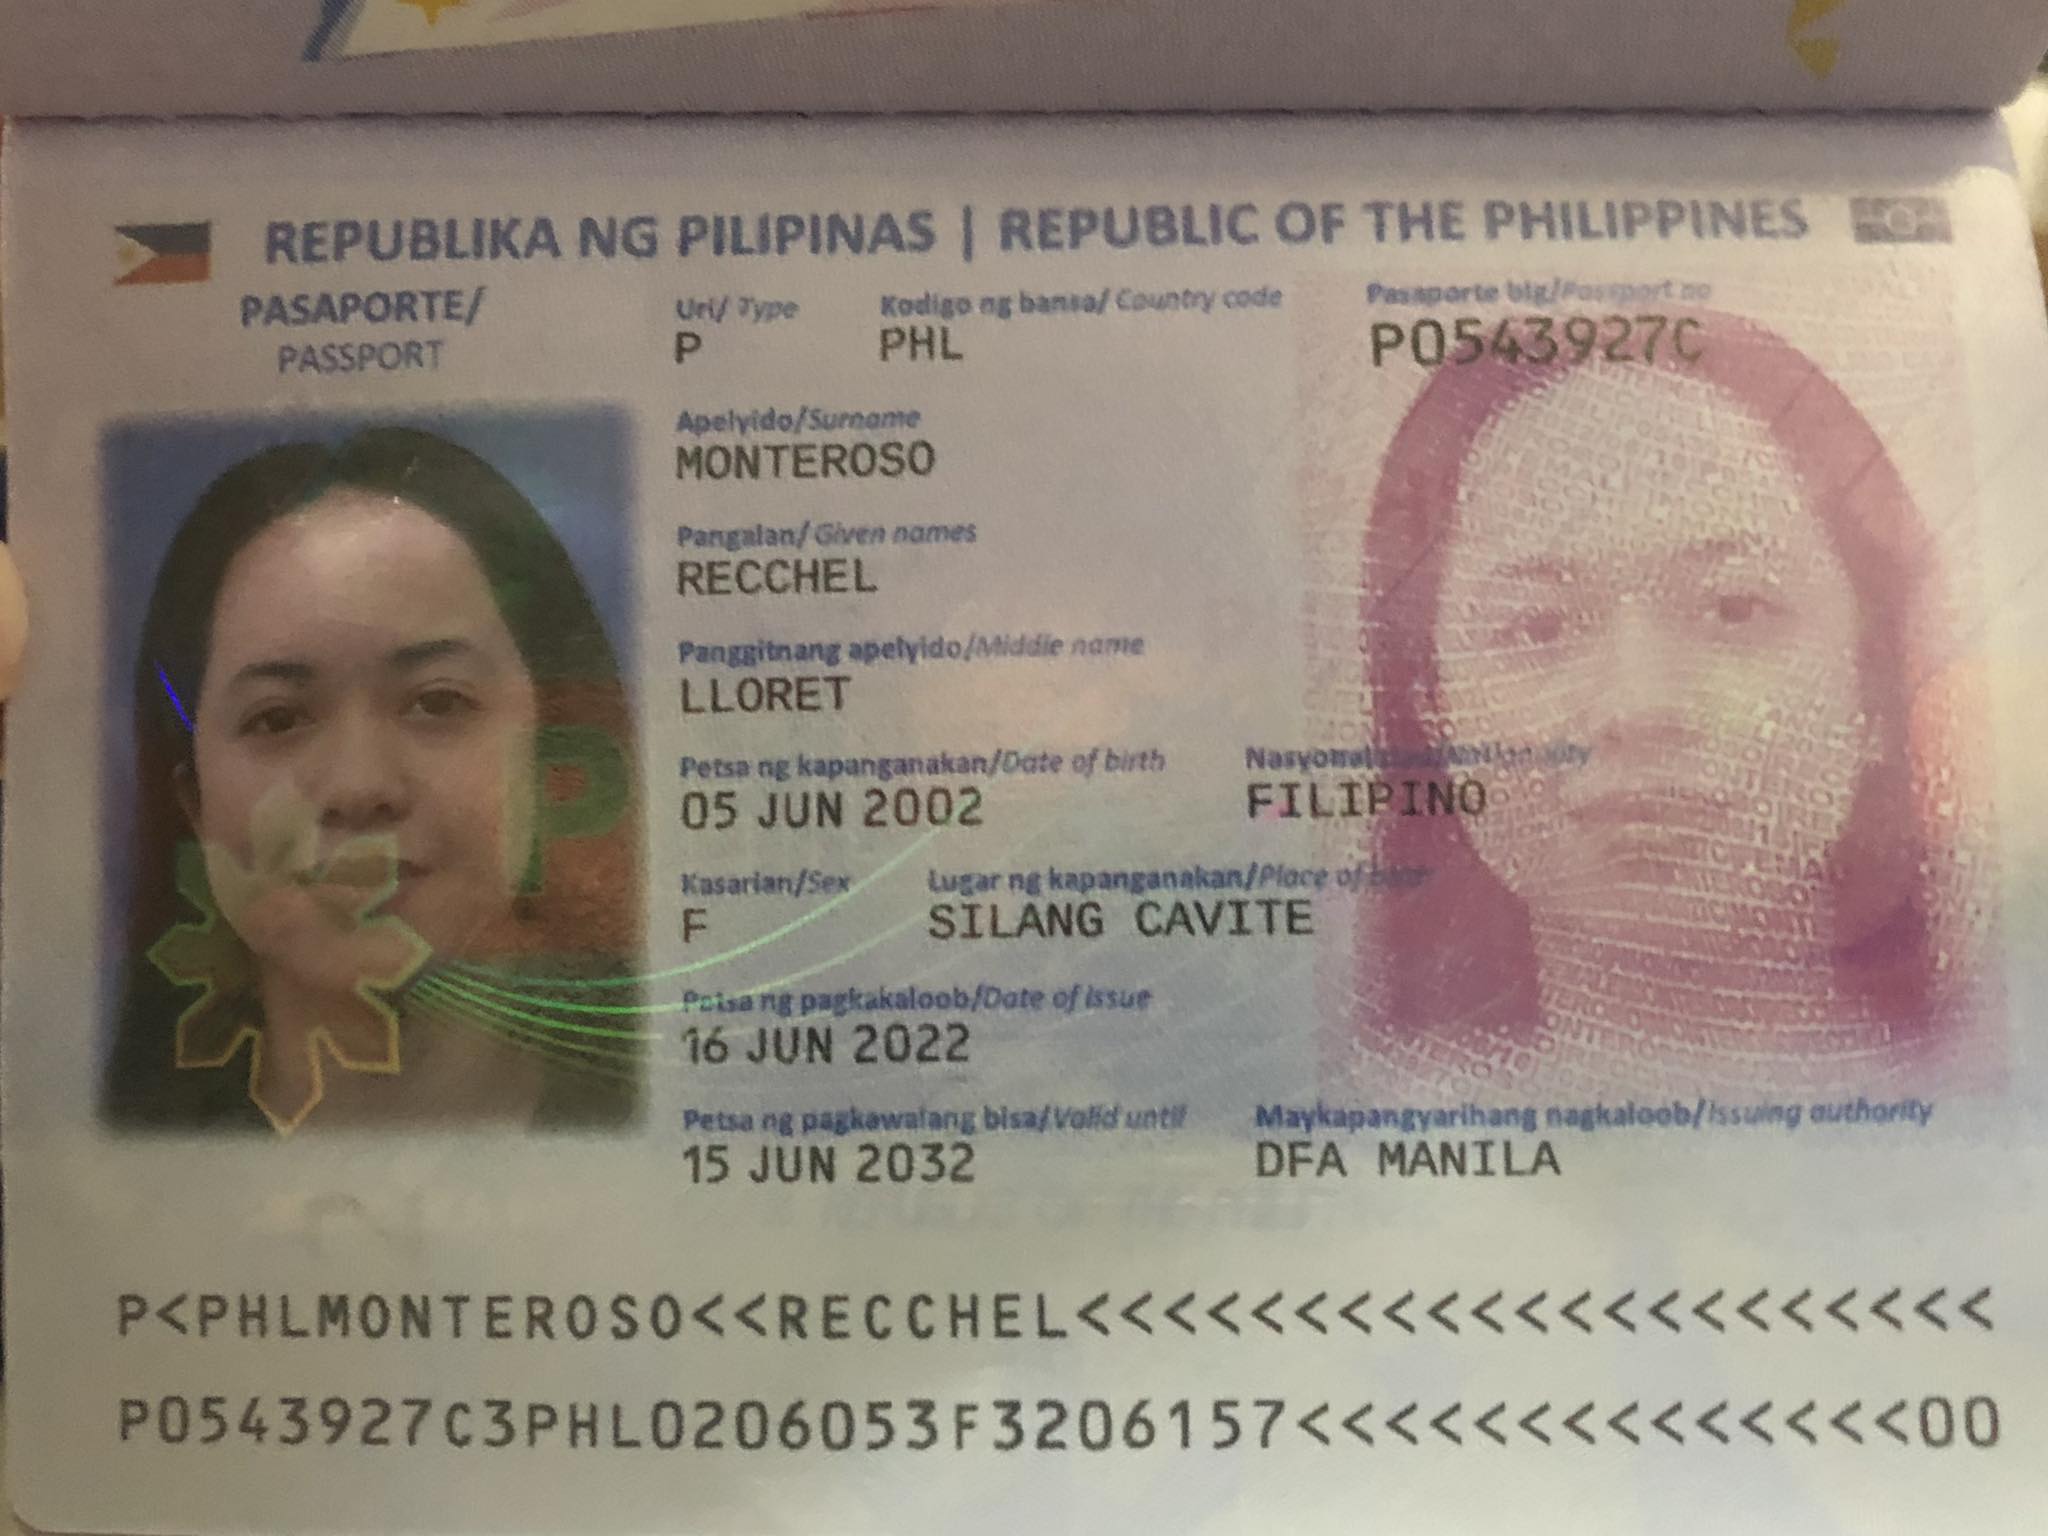 REPUBLIKA NG PILIPINAS | REPUBLIC OF THE PHILIPPINES
PASAPORTE/
PASSPORT
Uri/ Type
P
Kodigo ng bansa/ Country code
PHL
Pasaporte blg/Passport no
P0543927C
Apelyido/Surname
MONTEROSO
Pangalan/ Given names
RECCHEL
Panggitnang apelyido/Middle name
LLORET
Petsa ng kapanganakan/Date of birth
05 JUN 2002
FILIPINO
Kasarian/Sex
F
Lugar ng kapanganakan/Place of
SILANG CAVITE
Petsa ng pagkakaloob/Date of issue
16 JUN 2022
Petsa ng pagkawalang bisa/Valid until
15 JUN 2032
Maykapangyarihang nagkaloob/Issuing authority
DFA MANILA
P<PHLMONTEROSO<<RECCHEL<<<<<<<<<<<<<<<<<<<<<
P0543927C3PHL0206053F3206157<<<<<<<<<<<<<<00